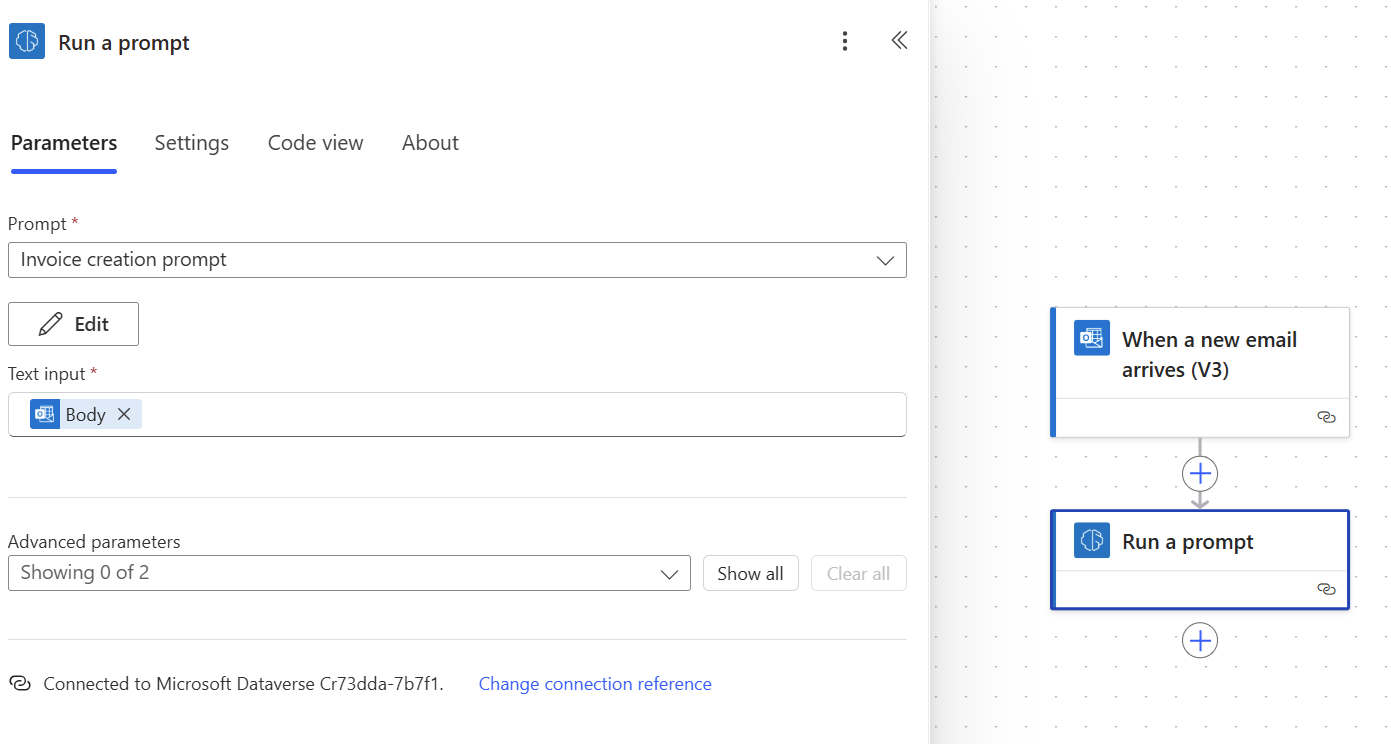 Run a prompt
Parameters
Settings
Code view
About
Prompt *
Invoice creation prompt
Edit
Text input *
Body
Advanced parameters
Showing 0 of 2
Show all
Clear all
Connected to Microsoft Dataverse Cr73dda-7b7f1.
Change connection reference
When a new email
arrives (V3)
Run a prompt